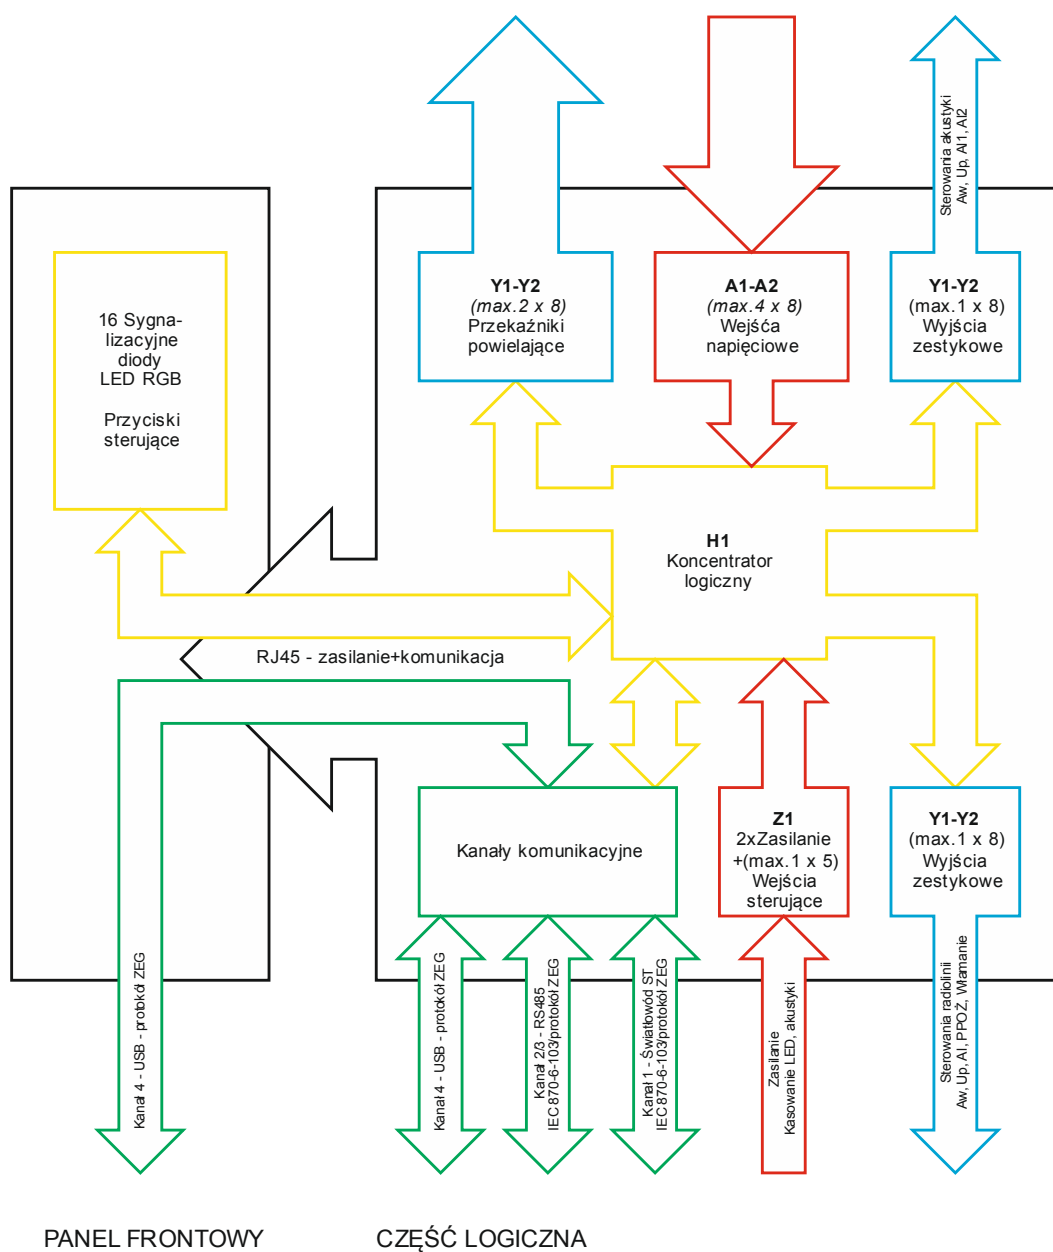 Sterowania akustyki
Aw, Up, Al1, Al2
16 Sygna-
lizacyjne
diody
LED RGB
Przyciski
sterujące
Y1-Y2
(max.2 x 8)
Przekaźniki
powielające
A1-A2
(max.4 x 8)
Wejśća
napięciowe
Y1-Y2
(max.1 x 8)
Wyjścia
zestykowe
H1
Koncentrator
logiczny
RJ45 - zasilanie+komunikacja
Kanały komunikacyjne
Z1
2xZasilanie
+(max.1 x 5)
Wejścia
sterujące
Y1-Y2
(max.1 x 8)
Wyjścia
zestykowe
Kanał 4 - USB - protokół ZEG
Kanał 4 - USB - protokół ZEG
Kanał 2/3 - RS485
IEC870-6-103/protokół ZEG
Kanał 1 - Światłowód ST
IEC870-6-103/protokół ZEG
Zasilanie
Kasowanie LED, akustyki
Sterowania radiolinii
Aw, Up, Al, PPOŻ, Włamanie
PANEL FRONTOWY
CZĘŚĆ LOGICZNA